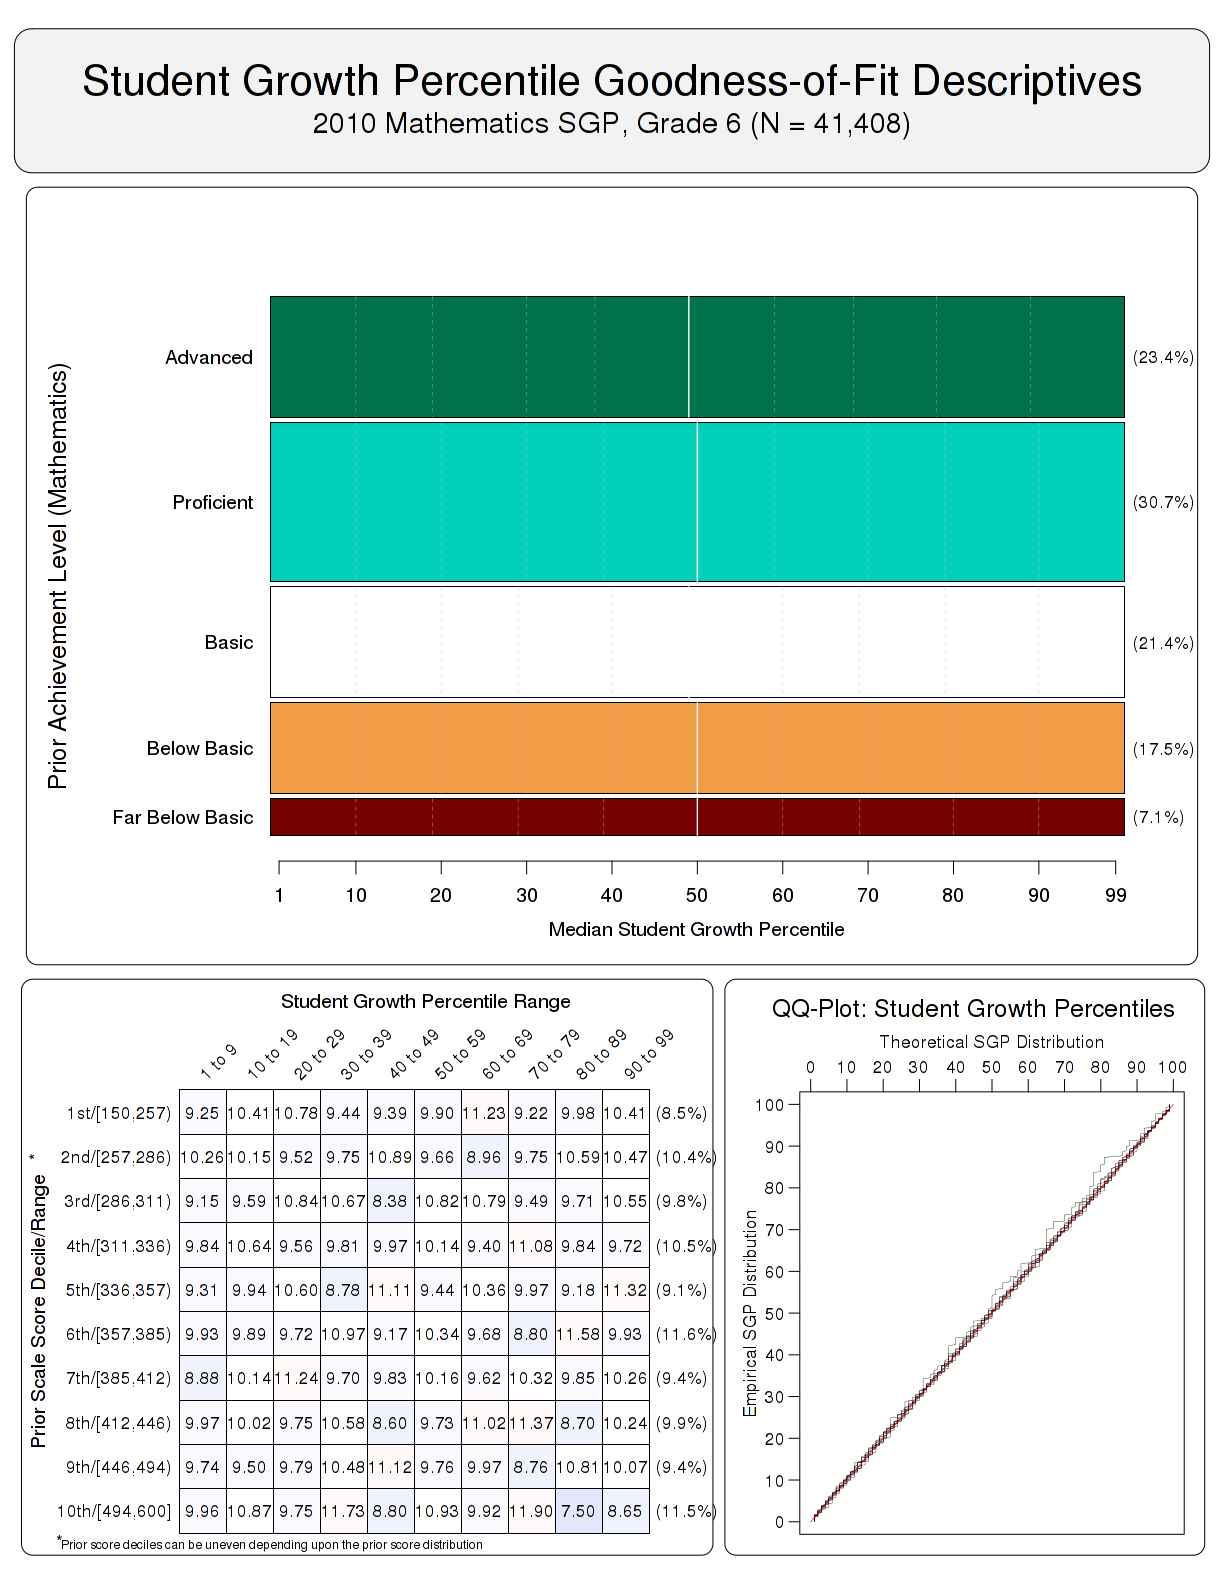 Student Growth Percentile Goodness-of-Fit Descriptives
2010 Mathematics SGP, Grade 6 (N = 41,408)
Prior Achievement Level (Mathematics)
Advanced (23.4%)
Proficient (30.7%)
Basic (21.4%)
Below Basic (17.5%)
Far Below Basic (7.1%)
1 10 20 30 40 50 60 70 80 90 99
Median Student Growth Percentile
Student Growth Percentile Range
1 to 9 10 to 19 20 to 29 30 to 39 40 to 49 50 to 59 60 to 69 70 to 79 80 to 89 90 to 99
Prior Scale Score Decile/Range *
1st/[150,257) 9.25 10.41 10.78 9.44 9.39 9.90 11.23 9.22 9.98 10.41 (8.5%)
2nd/[257,286) 10.26 10.15 9.52 9.75 10.89 9.66 8.96 9.75 10.59 10.47 (10.4%)
3rd/[286,311) 9.15 9.59 10.84 10.67 8.38 10.82 10.79 9.49 9.71 10.55 (9.8%)
4th/[311,336) 9.84 10.64 9.56 9.81 9.97 10.14 9.40 11.08 9.84 9.72 (10.5%)
5th/[336,357) 9.31 9.94 10.60 8.78 11.11 9.44 10.36 9.97 9.18 11.32 (9.1%)
6th/[357,385) 9.93 9.89 9.72 10.97 9.17 10.34 9.68 8.80 11.58 9.93 (11.6%)
7th/[385,412) 8.88 10.14 11.24 9.70 9.83 10.16 9.62 10.32 9.85 10.26 (9.4%)
8th/[412,446) 9.97 10.02 9.75 10.58 8.60 9.73 11.02 11.37 8.70 10.24 (9.9%)
9th/[446,494) 9.74 9.50 9.79 10.48 11.12 9.76 9.97 8.76 10.81 10.07 (9.4%)
10th/[494,600] 9.96 10.87 9.75 11.73 8.80 10.93 9.92 11.90 7.50 8.65 (11.5%)
*Prior score deciles can be uneven depending upon the prior score distribution
QQ-Plot: Student Growth Percentiles
Theoretical SGP Distribution
0 10 20 30 40 50 60 70 80 90 100
Empirical SGP Distribution
100
90
80
70
60
50
40
30
20
10
0